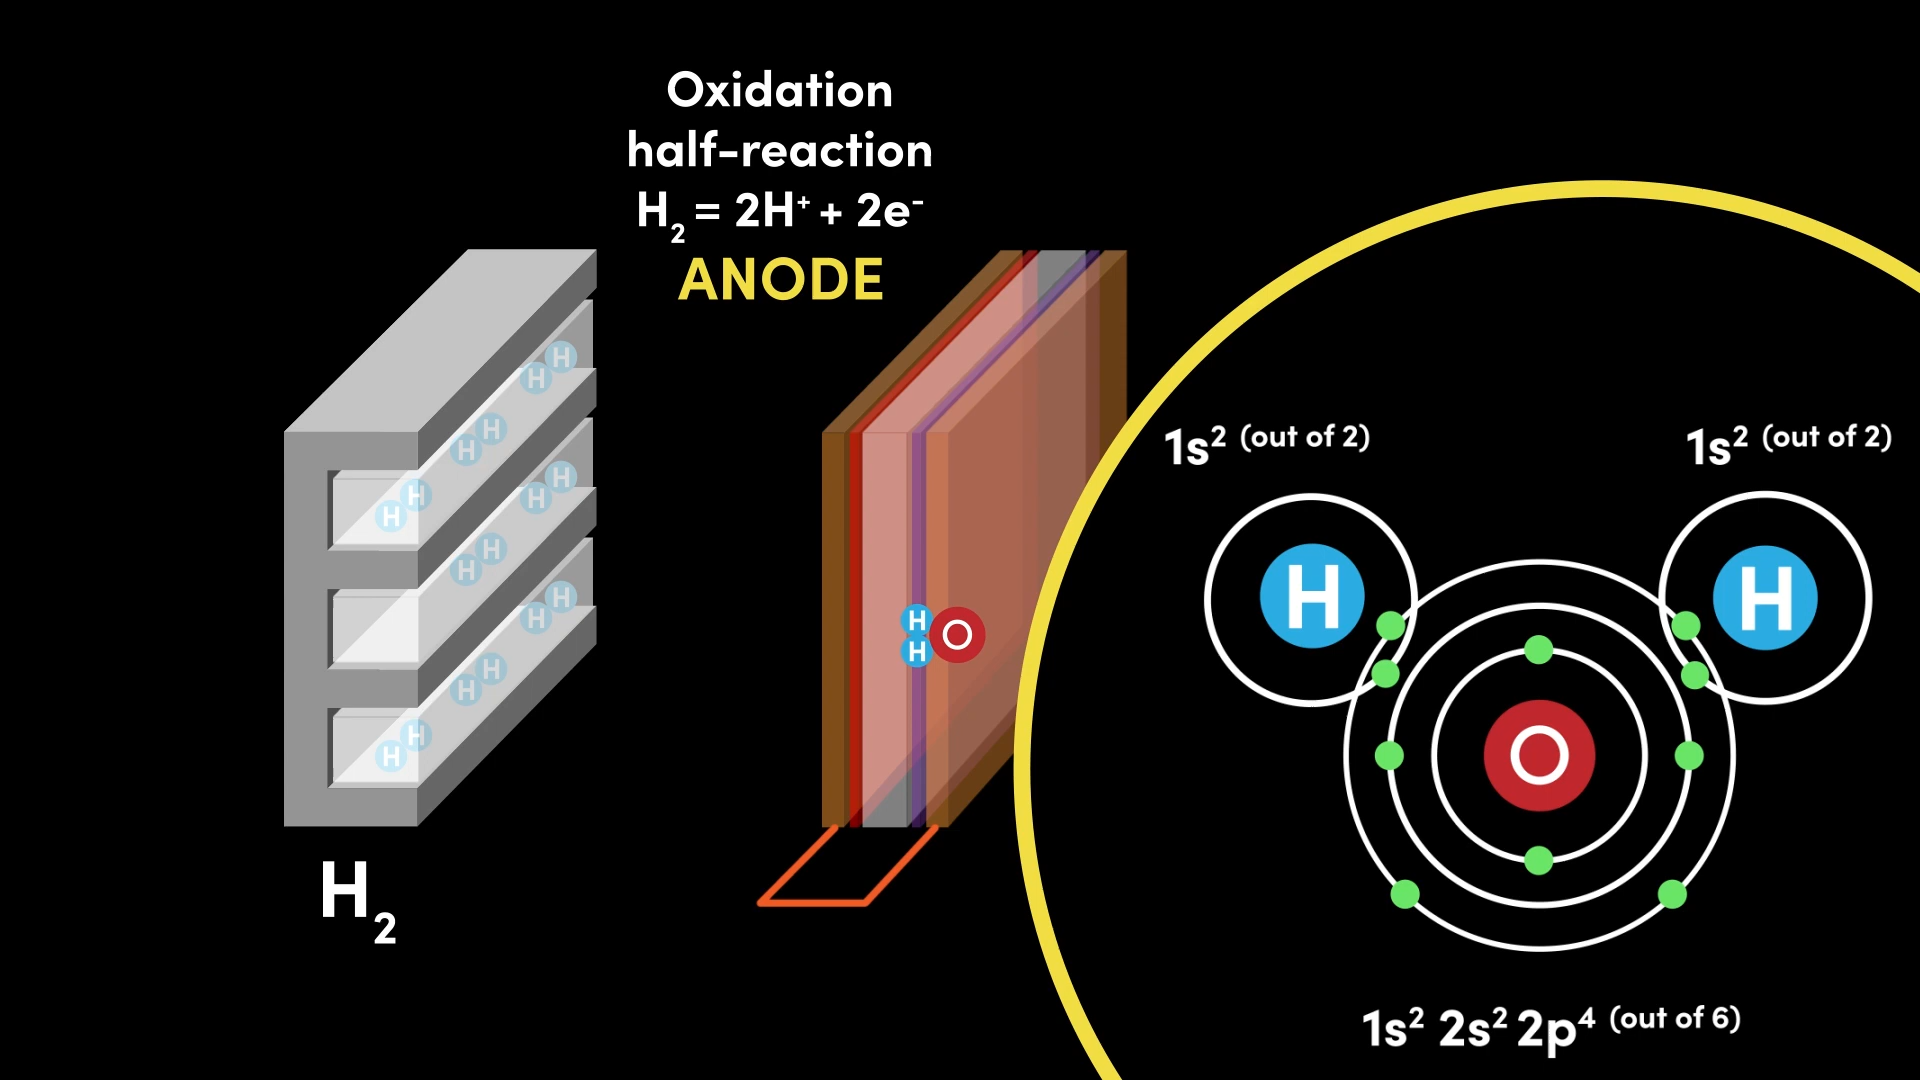 Oxidation
half-reaction
H₂ = 2H⁺ + 2e⁻
ANODE
H H
H H
H H
H H
H H
H H
H H
H H
H₂
H
H
O
1s² (out of 2)
1s² (out of 2)
H
H
O
1s² 2s² 2p⁴ (out of 6)